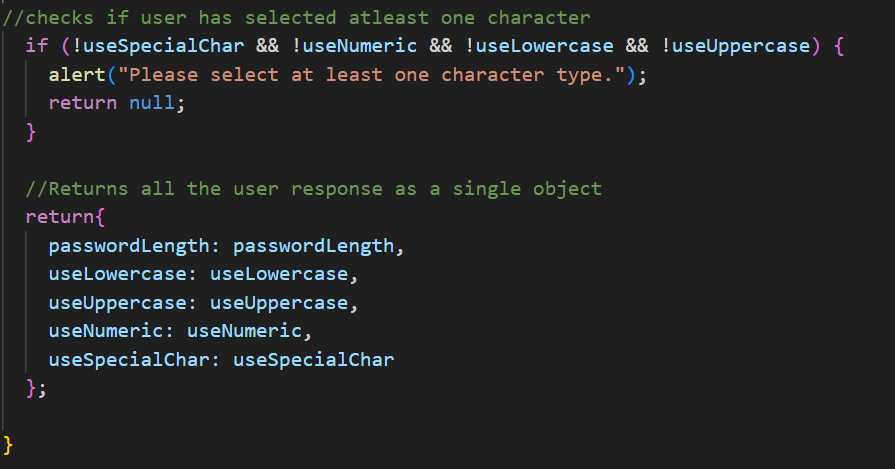 //checks if user has selected atleast one character
if (!useSpecialChar && !useNumeric && !useLowercase && !useUppercase) {
alert("Please select at least one character type.");
return null;
}
//Returns all the user response as a single object
return{
passwordLength: passwordLength,
useLowercase: useLowercase,
useUppercase: useUppercase,
useNumeric: useNumeric,
useSpecialChar: useSpecialChar
};
}